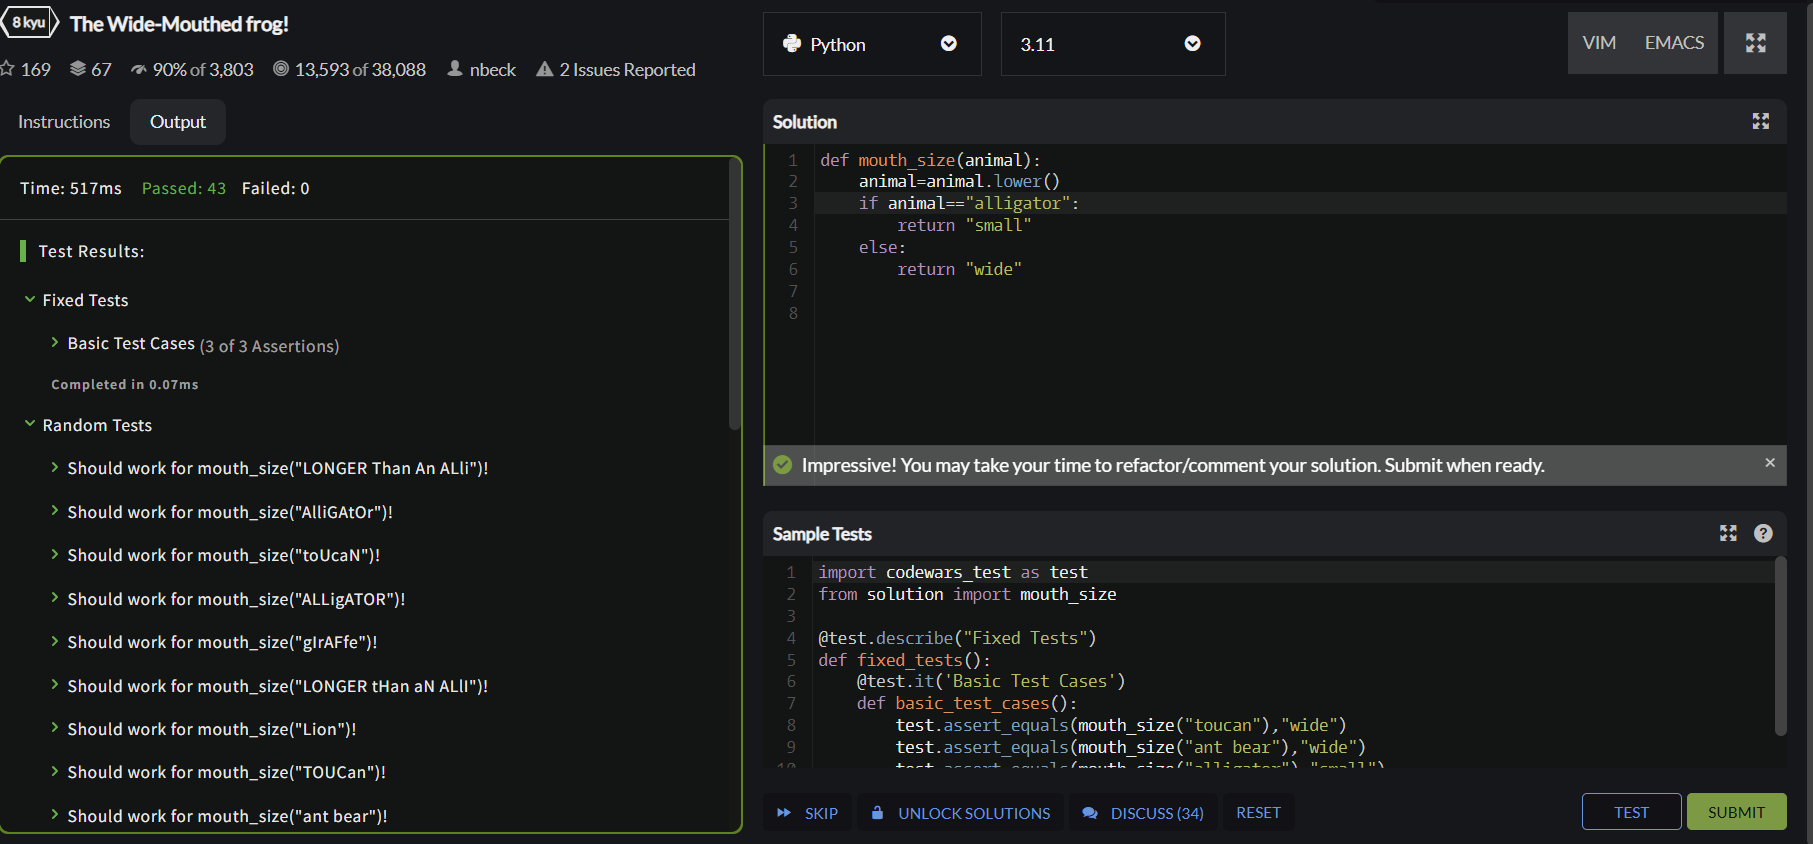 8 kyu The Wide-Mouthed frog!
169 67 90% of 3,803 13,593 of 38,088 nbeck 2 Issues Reported
Instructions Output
Time: 517ms Passed: 43 Failed: 0
Test Results:
Fixed Tests
Basic Test Cases (3 of 3 Assertions)
Completed in 0.07ms
Random Tests
Should work for mouth_size("LONGER Than An ALli")!
Should work for mouth_size("AlliGAtOr")!
Should work for mouth_size("toUcaN")!
Should work for mouth_size("ALLigATOR")!
Should work for mouth_size("gIrAFfe")!
Should work for mouth_size("LONGER tHan aN ALlI")!
Should work for mouth_size("Lion")!
Should work for mouth_size("TOUCan")!
Should work for mouth_size("ant bear")!
Python 3.11 VIM EMACS
Solution
1 def mouth_size(animal):
2     animal=animal.lower()
3     if animal=="alligator":
4         return "small"
5     else:
6         return "wide"
7
8
Impressive! You may take your time to refactor/comment your solution. Submit when ready. ×
Sample Tests ?
1 import codewars_test as test
2 from solution import mouth_size
3
4 @test.describe("Fixed Tests")
5 def fixed_tests():
6     @test.it('Basic Test Cases')
7     def basic_test_cases():
8         test.assert_equals(mouth_size("toucan"),"wide")
9         test.assert_equals(mouth_size("ant bear"),"wide")
10         test.assert_equals(mouth_size("alligator"),"small")
SKIP UNLOCK SOLUTIONS DISCUSS (34) RESET TEST SUBMIT